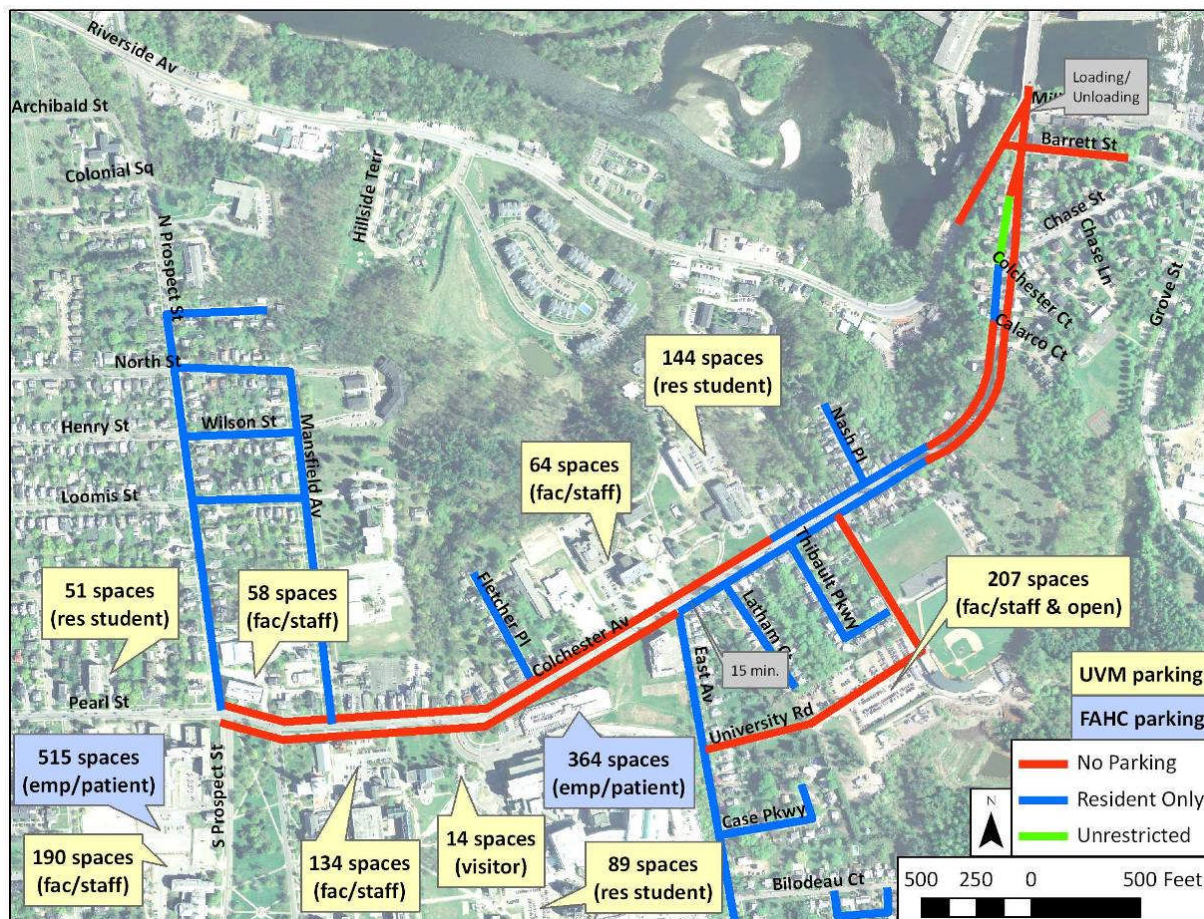 Riverside Av
Archibald St
Colonial Sq
N Prospect St
Hillside Terr
Loading/
Unloading
Barrett St
Chase St
Chase Ln
Colchester Ct
Calarco Ct
Grove St
North St
Henry St
Wilson St
Mansfield Av
Loomis St
144 spaces
(res student)
64 spaces
(fac/staff)
Nash Pl
51 spaces
(res student)
58 spaces
(fac/staff)
Fletcher Pl
Colchester Av
Thibault Pkwy
Latham Ct
207 spaces
(fac/staff & open)
15 min.
East Av
University Rd
Pearl St
S Prospect St
515 spaces
(emp/patient)
364 spaces
(emp/patient)
190 spaces
(fac/staff)
134 spaces
(fac/staff)
14 spaces
(visitor)
89 spaces
(res student)
Case Pkwy
Bilodeau Ct
UVM parking
FAHC parking
No Parking
Resident Only
Unrestricted
N
500 250 0 500 Feet